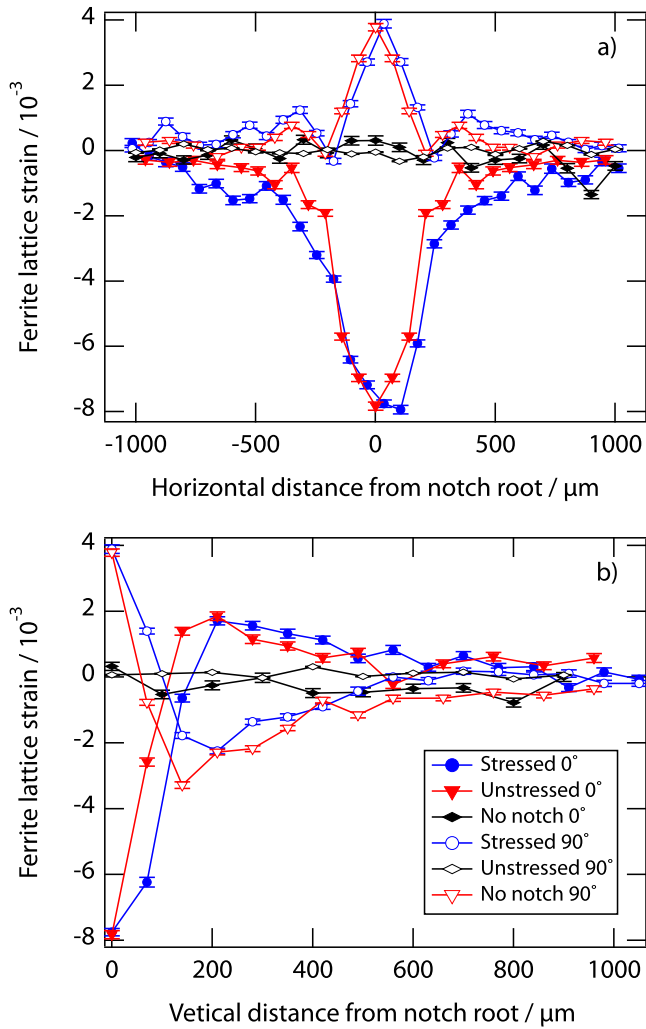 4
2
0
-2
-4
-6
-8
Ferrite lattice strain / 10⁻³
a)
-1000
-500
0
500
1000
Horizontal distance from notch root / µm
4
2
0
-2
-4
-6
-8
Ferrite lattice strain / 10⁻³
b)
Stressed 0°
Unstressed 0°
No notch 0°
Stressed 90°
Unstressed 90°
No notch 90°
0
200
400
600
800
1000
Vetical distance from notch root / µm